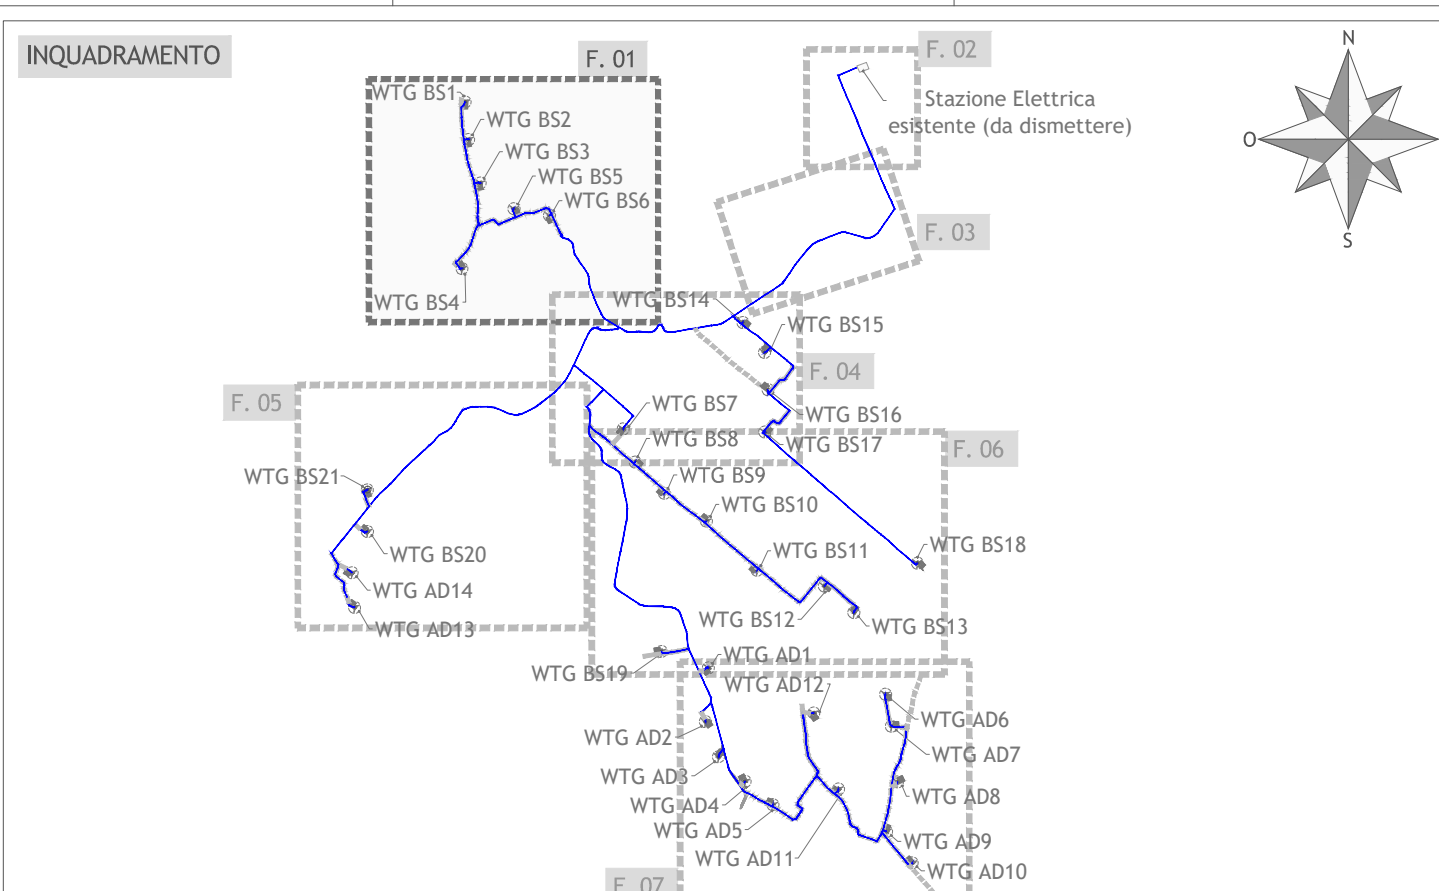 INQUADRAMENTO
F. 01
F. 02
N
WTG BS1
Stazione Elettrica
esistente (da dismettere)
WTG BS2
O
WTG BS3
WTG BS5
WTG BS6
F. 03
S
WTG BS4
WTG BS14
WTG BS15
F. 04
F. 05
WTG BS7
WTG BS16
WTG BS8
WTG BS17
F. 06
WTG BS21
WTG BS9
WTG BS10
WTG BS20
WTG BS11
WTG BS18
WTG AD14
WTG BS12
WTG BS13
WTG AD13
WTG AD1
WTG BS19
WTG AD12
WTG AD6
WTG AD2
WTG AD7
WTG AD3
WTG AD8
WTG AD4
WTG AD5
WTG AD9
WTG AD11
WTG AD10
F. 07